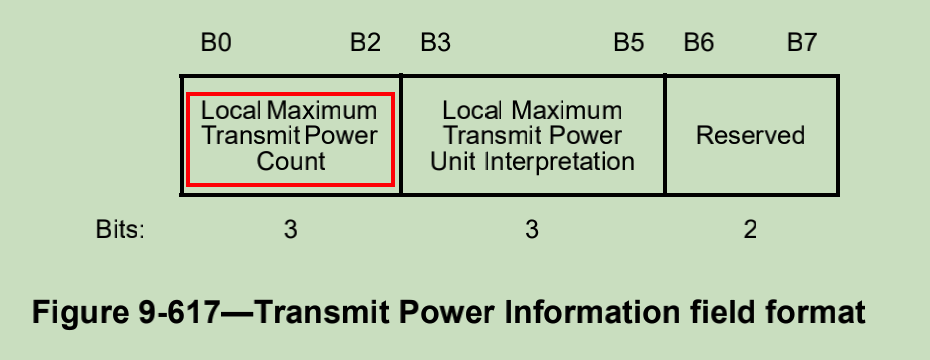 B0 B2 B3 B5 B6 B7
Local Maximum
Transmit Power
Count
Local Maximum
Transmit Power
Unit Interpretation
Reserved
Bits: 3 3 2
Figure 9-617—Transmit Power Information field format